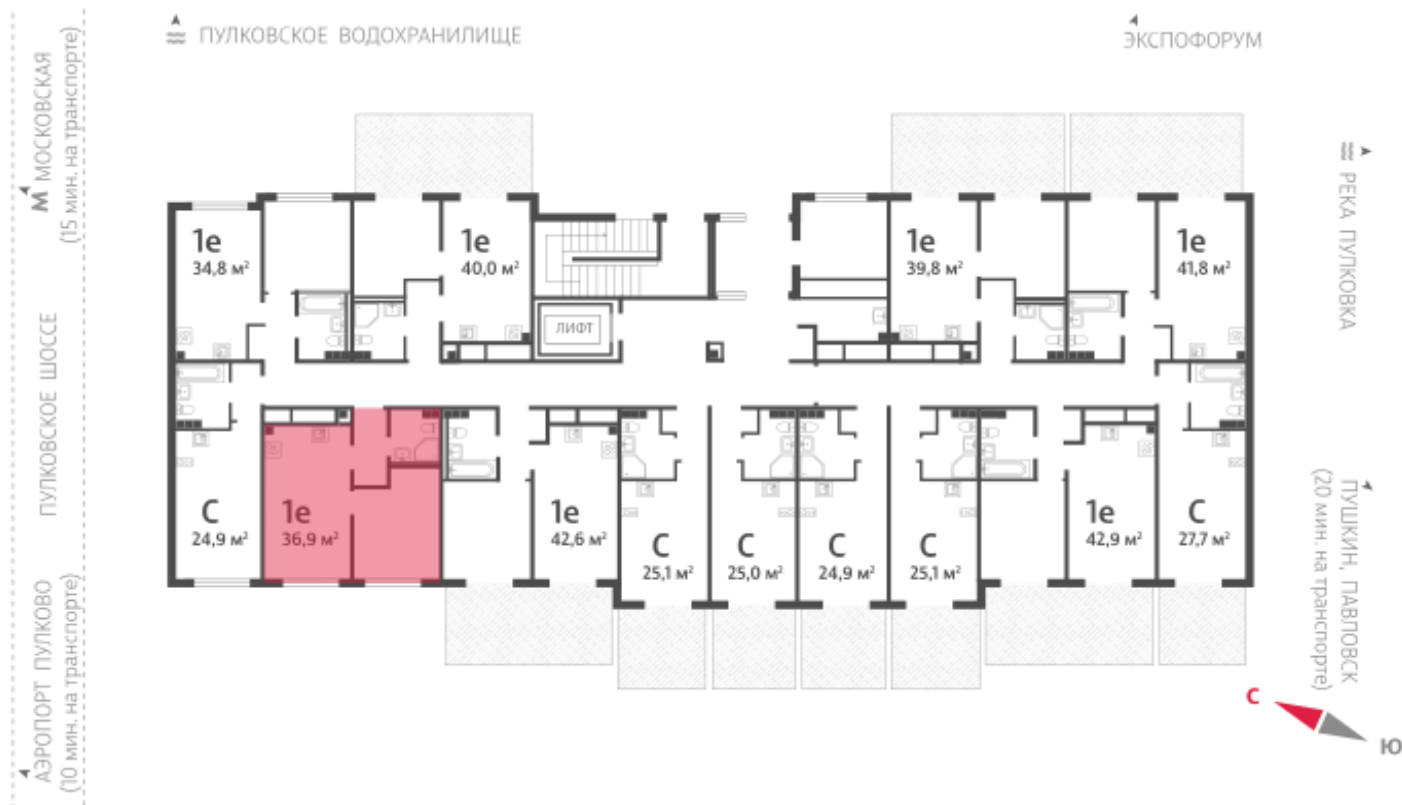 ПУЛКОВСКОЕ ВОДОХРАНИЛИЩЕ
ЭКСПОФОРУМ
М МОСКОВСКАЯ
(15 мин. на транспорте)
ПУЛКОВСКОЕ ШОССЕ
АЭРОПОРТ ПУЛКОВО
(10 мин. на транспорте)
РЕКА ПУЛКОВКА
ПУШКИН, ПАВЛОВСК
(20 мин. на транспорте)
1е
34,8 м²
1е
40,0 м²
ЛИФТ
1е
39,8 м²
1е
41,8 м²
С
24,9 м²
1е
36,9 м²
1е
42,6 м²
С
25,1 м²
С
25,0 м²
С
24,9 м²
С
25,1 м²
1е
42,9 м²
С
27,7 м²
С
Ю